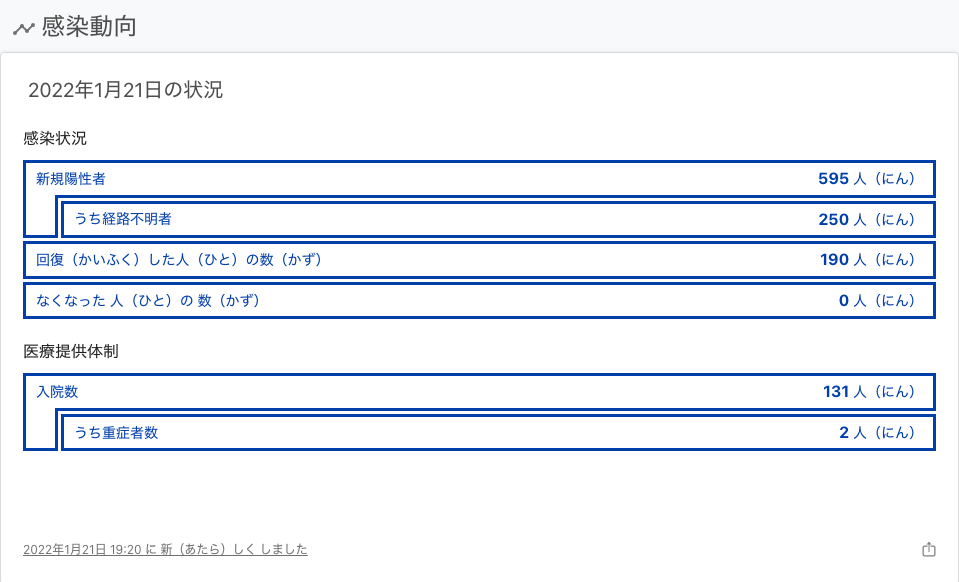 感染動向
2022年1月21日の状況
感染状況
新規陽性者 595 人（にん）
うち経路不明者 250 人（にん）
回復（かいふく）した人（ひと）の数（かず） 190 人（にん）
なくなった 人（ひと）の 数（かず） 0 人（にん）
医療提供体制
入院数 131 人（にん）
うち重症者数 2 人（にん）
2022年1月21日 19:20 に 新（あたら）しく しました